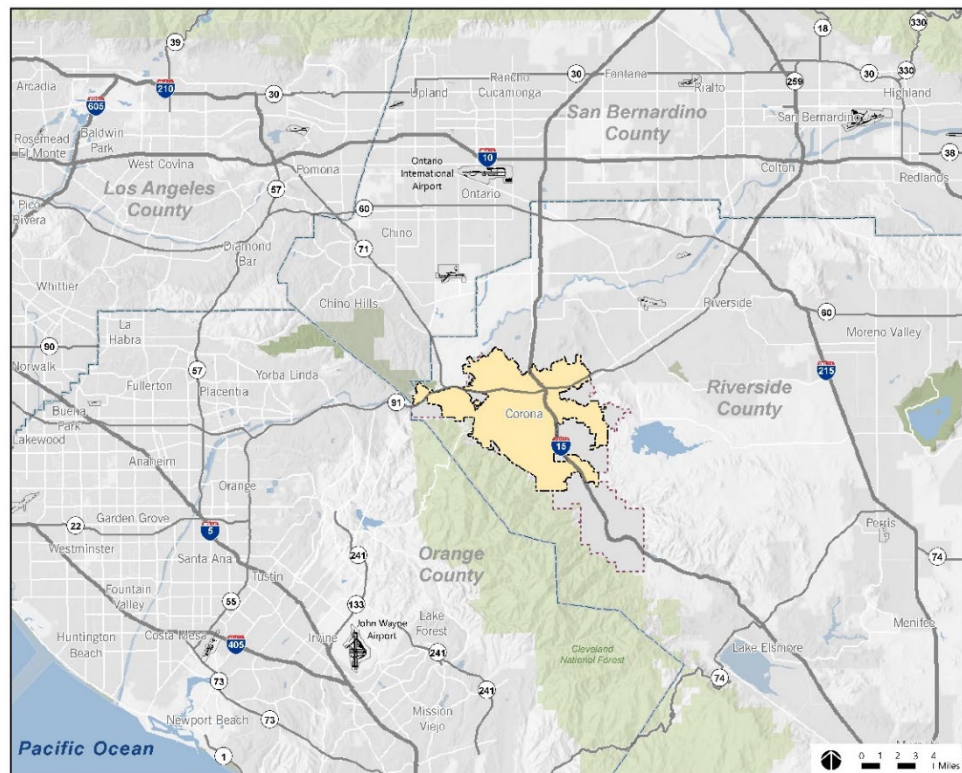 39
18
330
Arcadia
210
30
Upland
Rancho
Cucamonga
30
Fontana
Rialto
259
30
330
Highland
605
Baldwin
Park
Rosemead
El Monte
San Bernardino
County
San Bernardino
West Covina
Pomona
Ontario
International
Airport
10
Ontario
Colton
38
Redlands
Los Angeles
County
57
Pico
Rivera
60
Chino
Diamond
Bar
71
Whittier
Chino Hills
Riverside
60
La
Habra
Moreno Valley
90
Norwalk
57
Fullerton
Placentia
Yorba Linda
215
Riverside
County
Buena
Park
91
Corona
Lakewood
Anaheim
15
Orange
22
Garden Grove
5
Westminster
Santa Ana
Orange
County
241
Perris
74
Tustin
Fountain
Valley
55
133
Lake
Forest
John Wayne
Airport
Costa Mesa
Irvine
Menifee
Huntington
Beach
405
241
Cleveland
National Forest
Lake Elsinore
73
74
241
Newport Beach
73
Mission
Viejo
Pacific Ocean
1
0 1 2 3 4
Miles